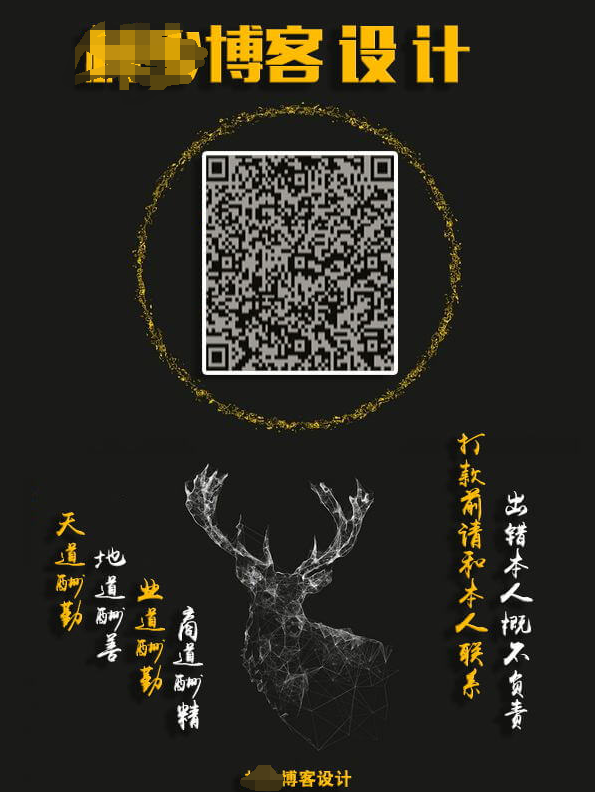 博客设计
打款前请和本人联系
出错本人概不负责
天道酬勤
地道酬善
业道酬勤
商道酬精
博客设计